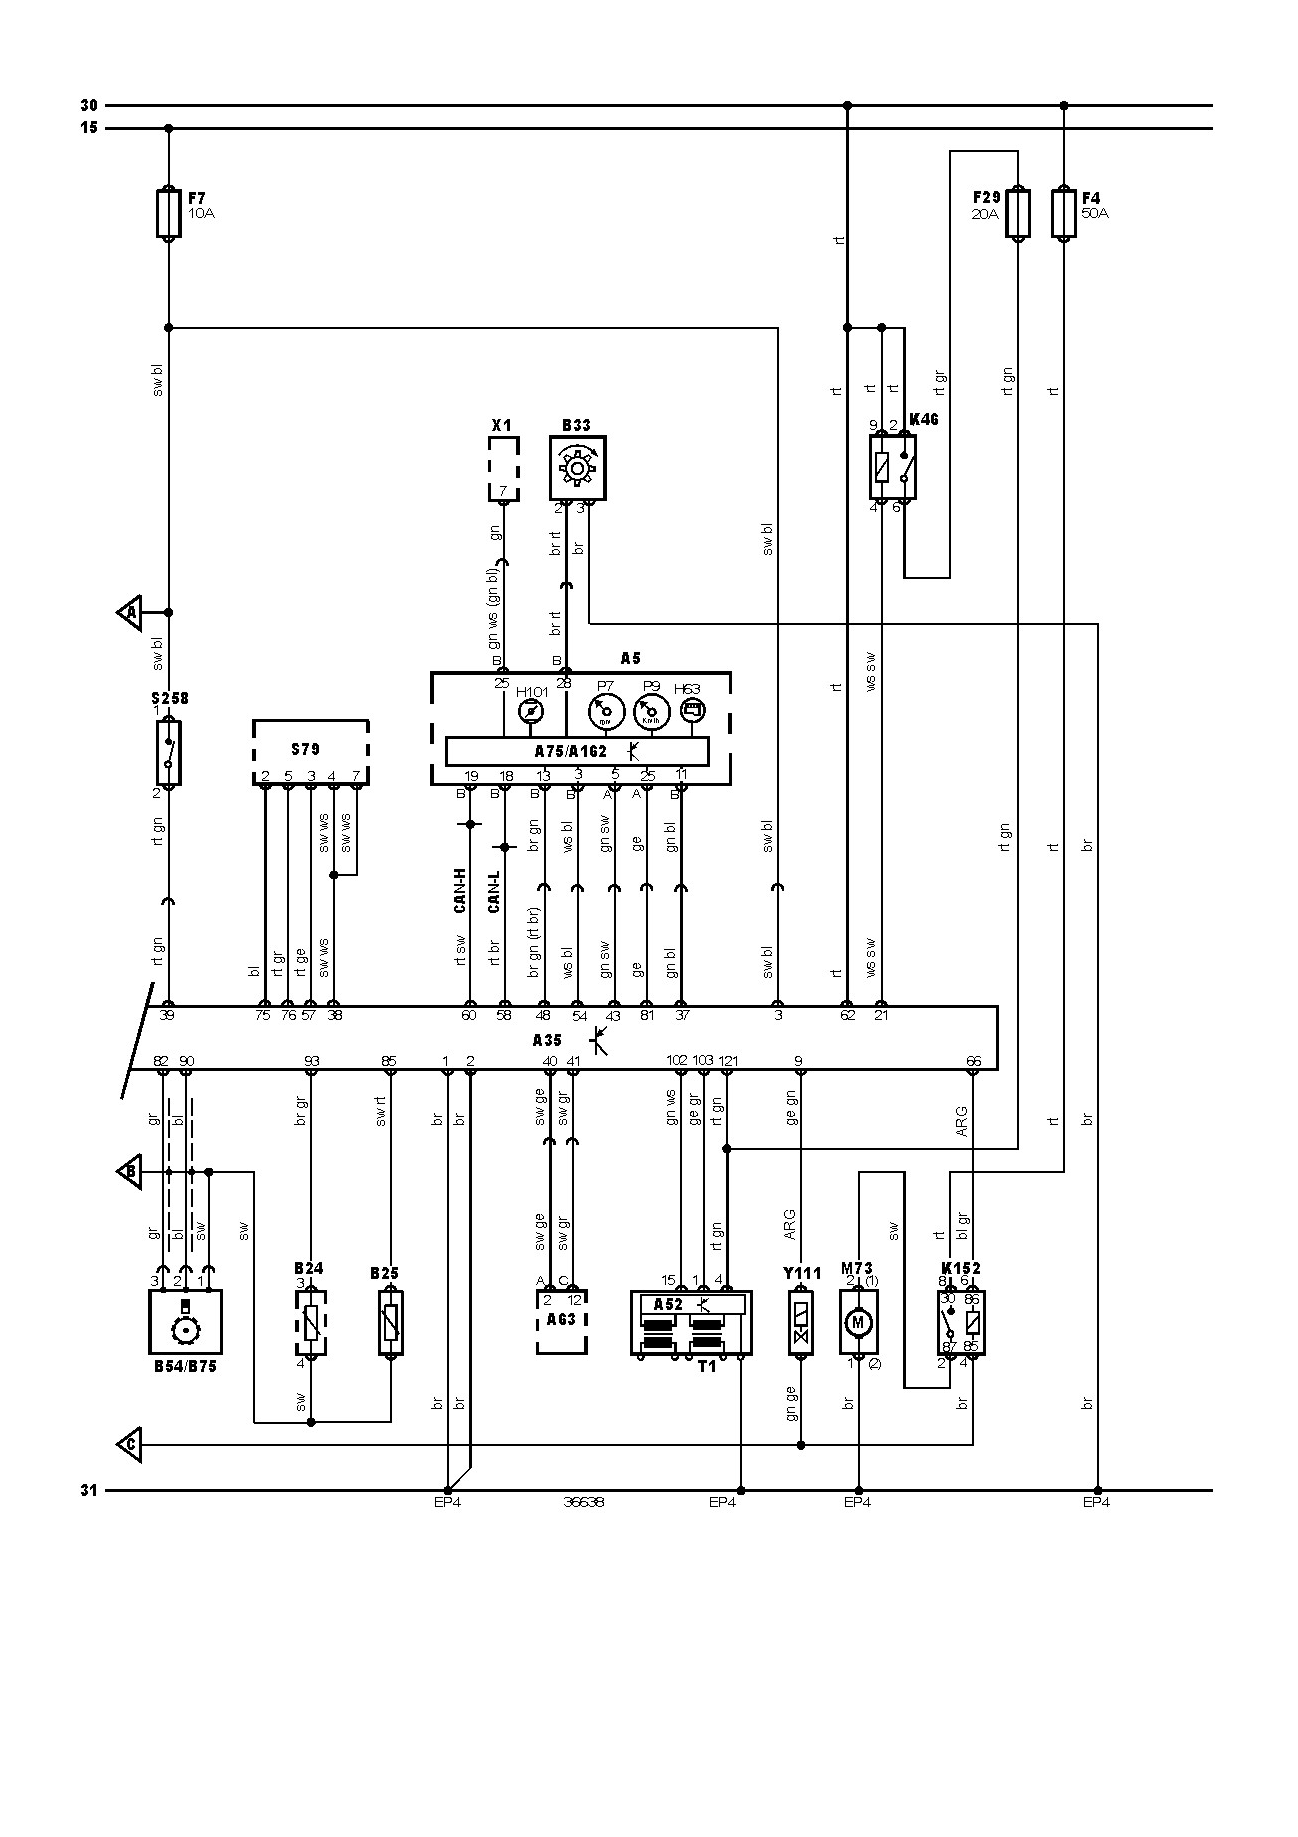 30
15
F7
10A
F29
20A
F4
50A
rt
sw bl
rt
rt
rt
rt gr
rt gn
rt
K46
9 2
4 6
X1
7
B33
2 3
gn
br rt
br
sw bl
gn ws (gn bl)
br rt
A
sw bl
S258
1
2
B B
A5
25 28
H101 P7 P9 H63
rpm Km/h
A75/A162
rt
ws sw
S79
2 5 3 4 7
19 18 13 3 5 25 11
B B B B A A B
rt gn
sw ws
sw ws
br gn
ws bl
gn sw
ge
gn bl
sw bl
rt gn
rt
br
CAN-H
CAN-L
rt gn
bl
rt gr
rt ge
sw ws
rt sw
rt br
br gn (rt br)
ws bl
gn sw
ge
gn bl
sw bl
rt
ws sw
39 75 76 57 38 60 58 48 54 43 81 37 3 62 21
A35
82 90 93 85 1 2 40 41 102 103 121 9 66
gr
bl
br gr
sw rt
br
br
sw ge
sw gr
gn ws
ge gr
rt gn
ge gn
ARG
rt
br
B
gr
bl
sw
sw
sw ge
sw gr
rt gn
ARG
sw
rt
bl gr
3 2 1
B24
3
B25
A C
2 12
A63
15 1 4
A52
T1
Y111
M73
2 (1)
M
1 (2)
K152
8 6
30 86
87 85
2 4
B54/B75
4
sw
br
br
gn ge
br
br
br
C
31
EP4 36638 EP4 EP4 EP4